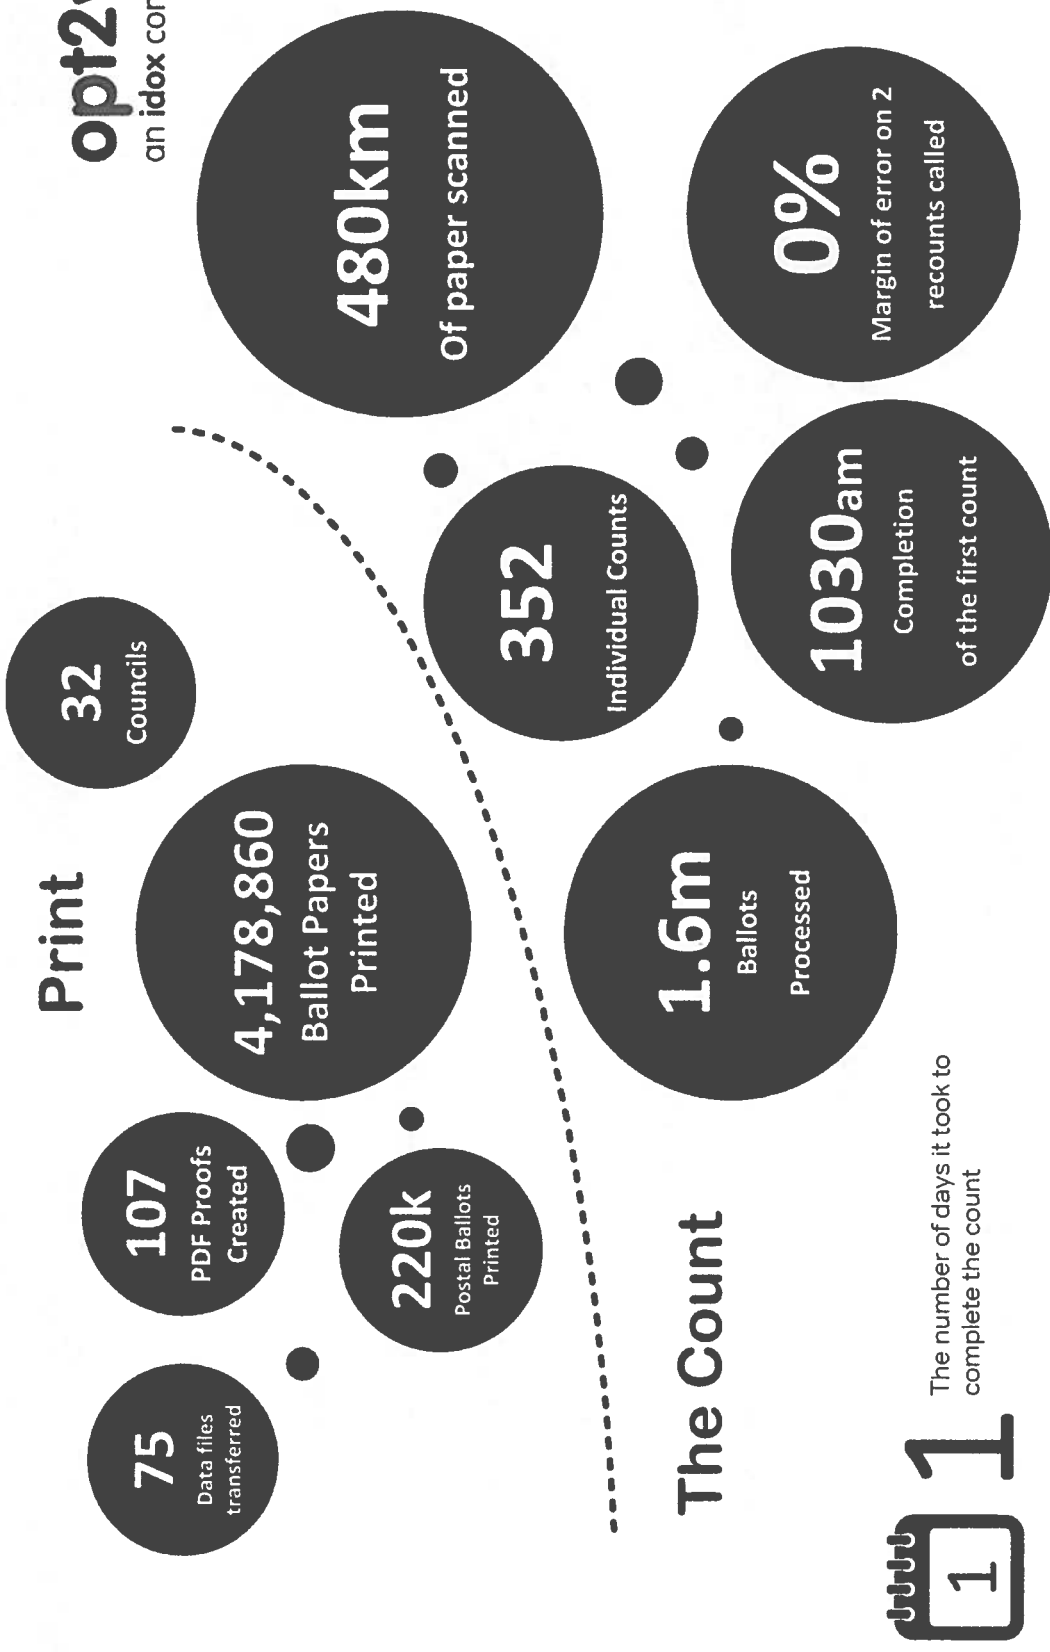 Print
75
Data files
transferred
107
PDF Proofs
Created
220k
Postal Ballots
Printed
4,178,860
Ballot Papers
Printed
32
Councils
an idox
The Count
1.6m
Ballots
Processed
352
Individual Counts
480km
Of paper scanned
1030am
Completion
of the first count
0%
Margin of error on 2
recounts called
1
1
The number of days it took to
complete the count